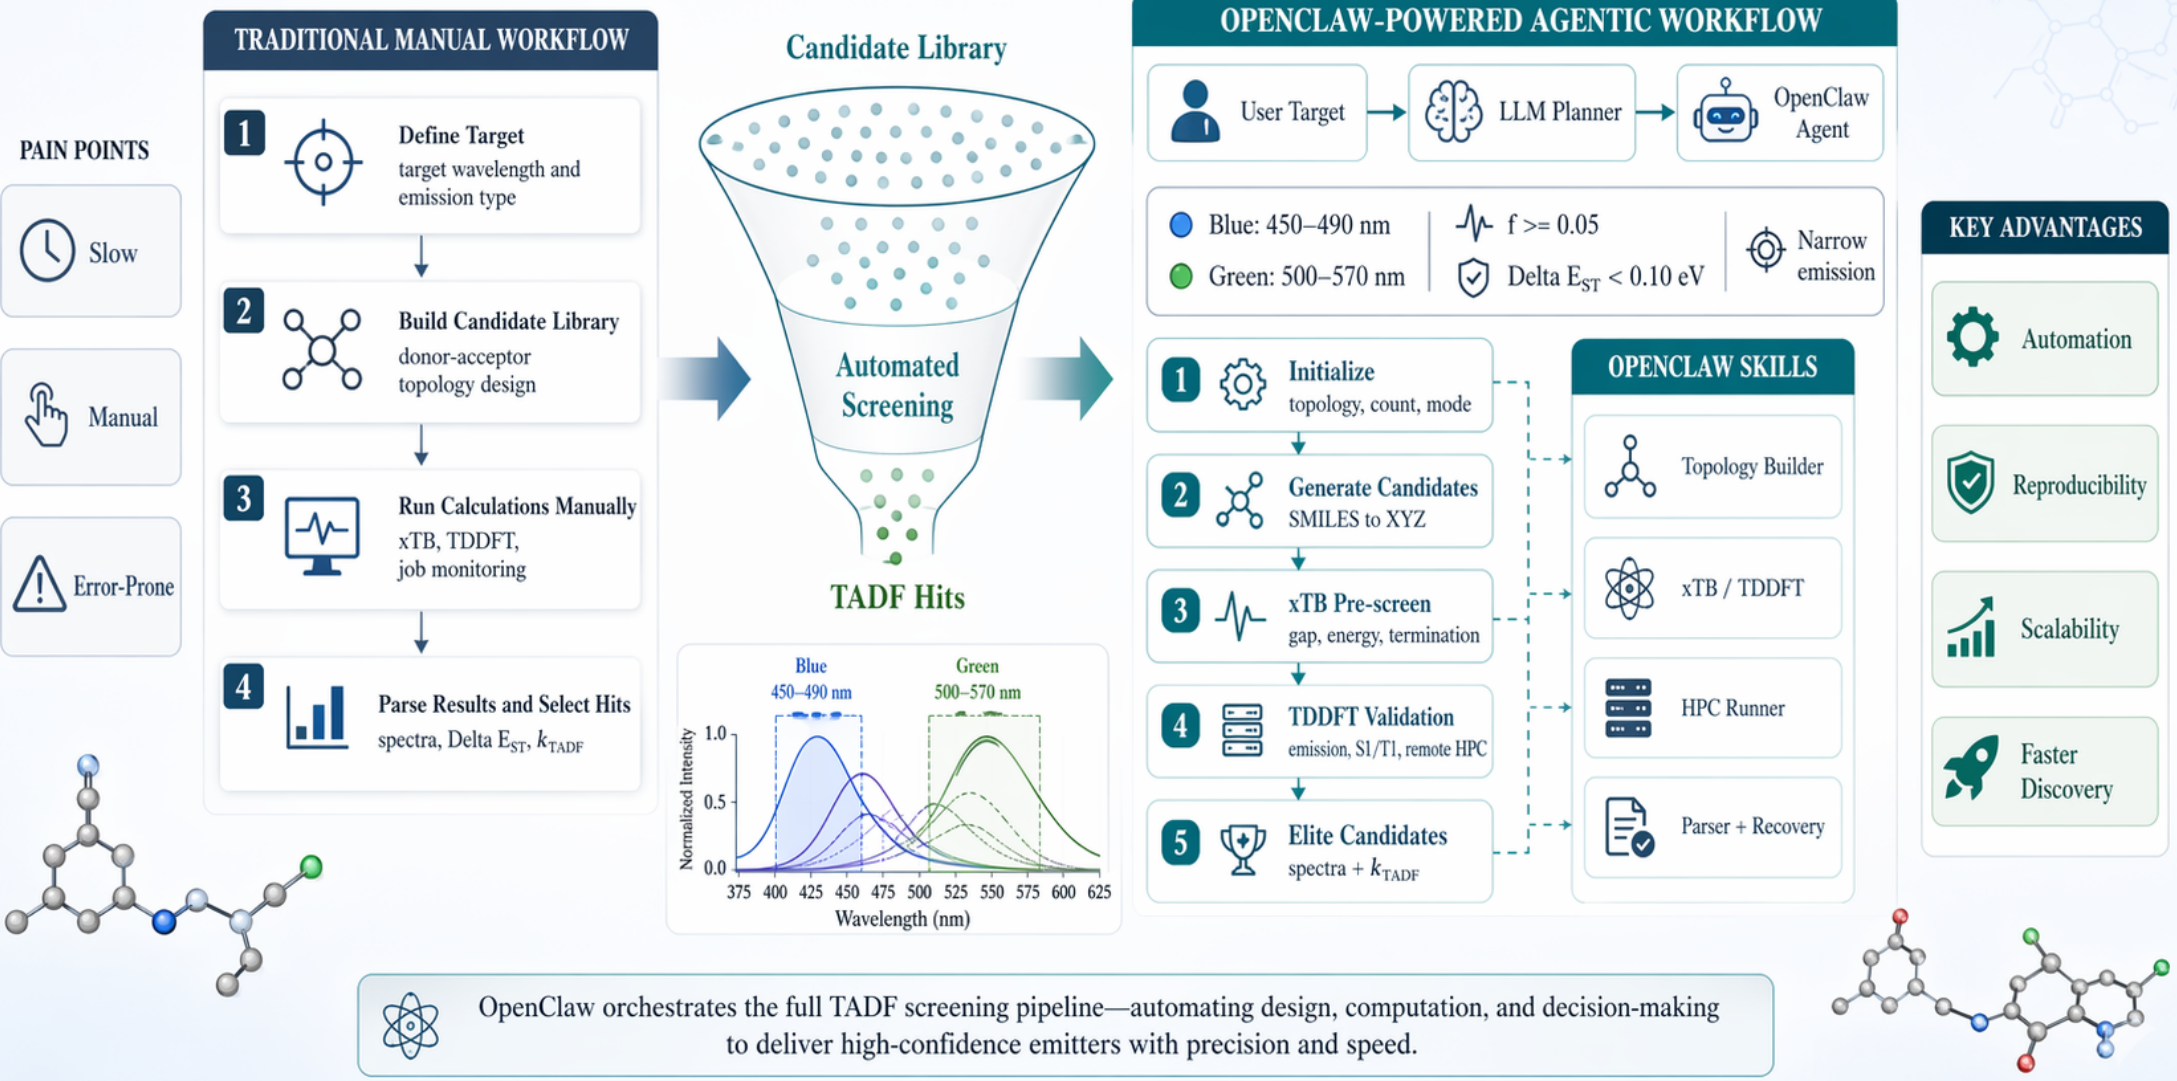 PAIN POINTS
Slow
Manual
Error-Prone
TRADITIONAL MANUAL WORKFLOW
1
Define Target
target wavelength and
emission type
2
Build Candidate Library
donor-acceptor
topology design
3
Run Calculations Manually
xTB, TDDFT,
job monitoring
4
Parse Results and Select Hits
spectra, Delta E_ST, k_TADF
Candidate Library
Automated
Screening
TADF Hits
Blue
450–490 nm
Green
500–570 nm
Normalized Intensity
1.0
0.5
0.0
375 400 425 450 475 500 525 550 575 600 625
Wavelength (nm)
OPENCLAW-POWERED AGENTIC WORKFLOW
User Target
LLM Planner
OpenClaw
Agent
Blue: 450–490 nm
Green: 500–570 nm
f >= 0.05
Delta E_ST < 0.10 eV
Narrow
emission
1
Initialize
topology, count, mode
2
Generate Candidates
SMILES to XYZ
3
xTB Pre-screen
gap, energy, termination
4
TDDFT Validation
emission, S1/T1, remote HPC
5
Elite Candidates
spectra + k_TADF
OPENCLAW SKILLS
Topology Builder
xTB / TDDFT
HPC Runner
Parser + Recovery
KEY ADVANTAGES
Automation
Reproducibility
Scalability
Faster
Discovery
OpenClaw orchestrates the full TADF screening pipeline—automating design, computation, and decision-making
to deliver high-confidence emitters with precision and speed.